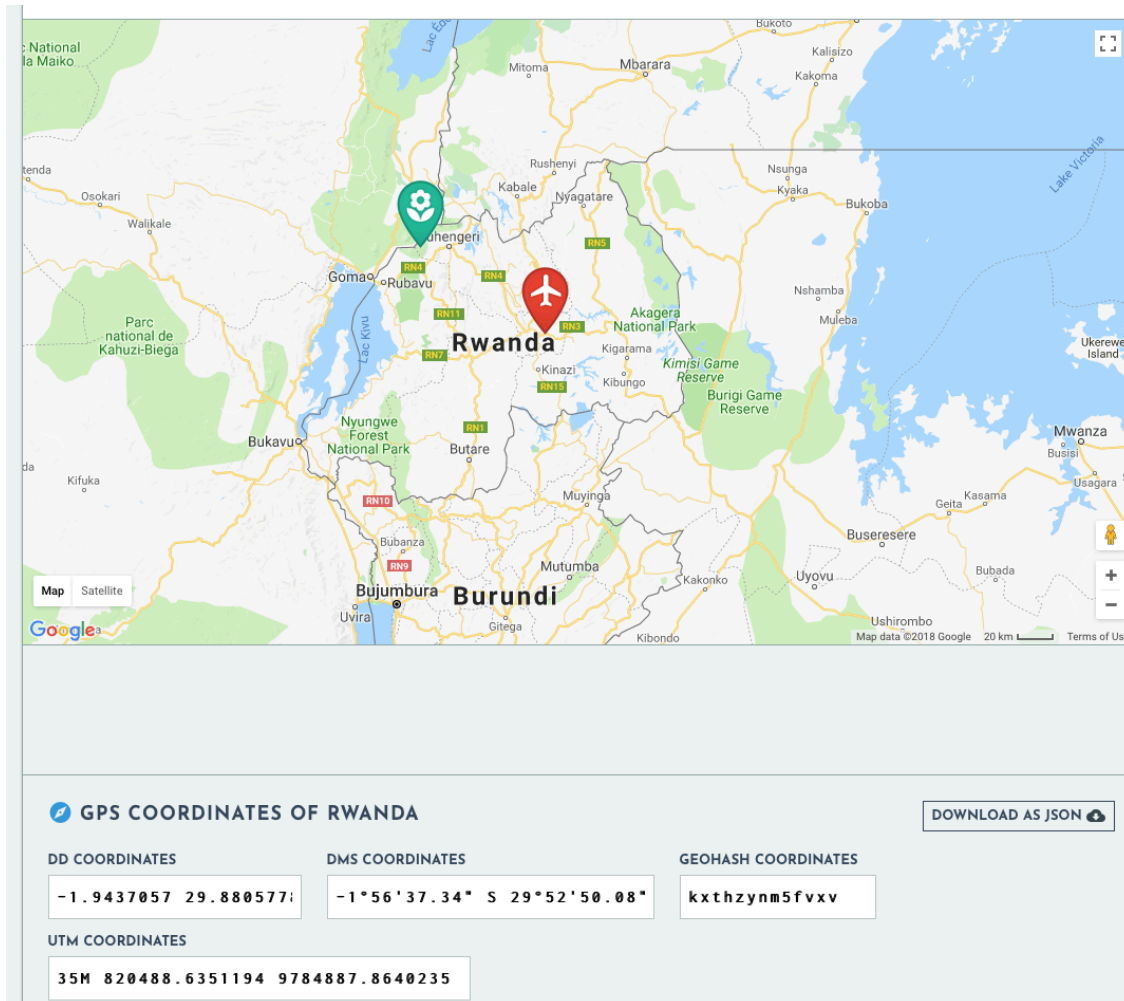 Bukoto
Lac Édo
c National
la Maiko
Mitoma
Mbarara
Kalisizo
Kakoma
tenda
Osokari
Walikale
Rushenyi
Kabale
Nyagatare
Nsunga
Kyaka
Bukoba
Lake Victoria
uhengeri
RN5
Goma
Rubavu
RN4
RN4
Nshamba
Muleba
Parc
national de
Kahuzi-Biega
Lac Kivu
RN11
RN7
Rwanda
RN3
Akagera
National Park
Kigarama
Kimisi Game
Reserve
Ukerewe
Island
Kinazi
RN15
Kibungo
Burigi Game
Reserve
Nyungwe
Forest
National Park
Bukavu
RN1
Butare
Mwanza
Busisi
da
Kifuka
Usagara
RN10
Muyinga
Geita
Kasama
Bubanza
RN9
Buseresere
Mutumba
Map
Satellite
Bujumbura
Burundi
Kakonko
Uyovu
Bubada
Uvira
Gitega
Kibondo
Ushirombo
Google
Map data ©2018 Google
20 km
Terms of Us
GPS COORDINATES OF RWANDA
DOWNLOAD AS JSON
DD COORDINATES
DMS COORDINATES
GEOHASH COORDINATES
-1.9437057 29.8805778
-1°56'37.34" S 29°52'50.08"
kxthzynm5fvxv
UTM COORDINATES
35M 820488.6351194 9784887.8640235